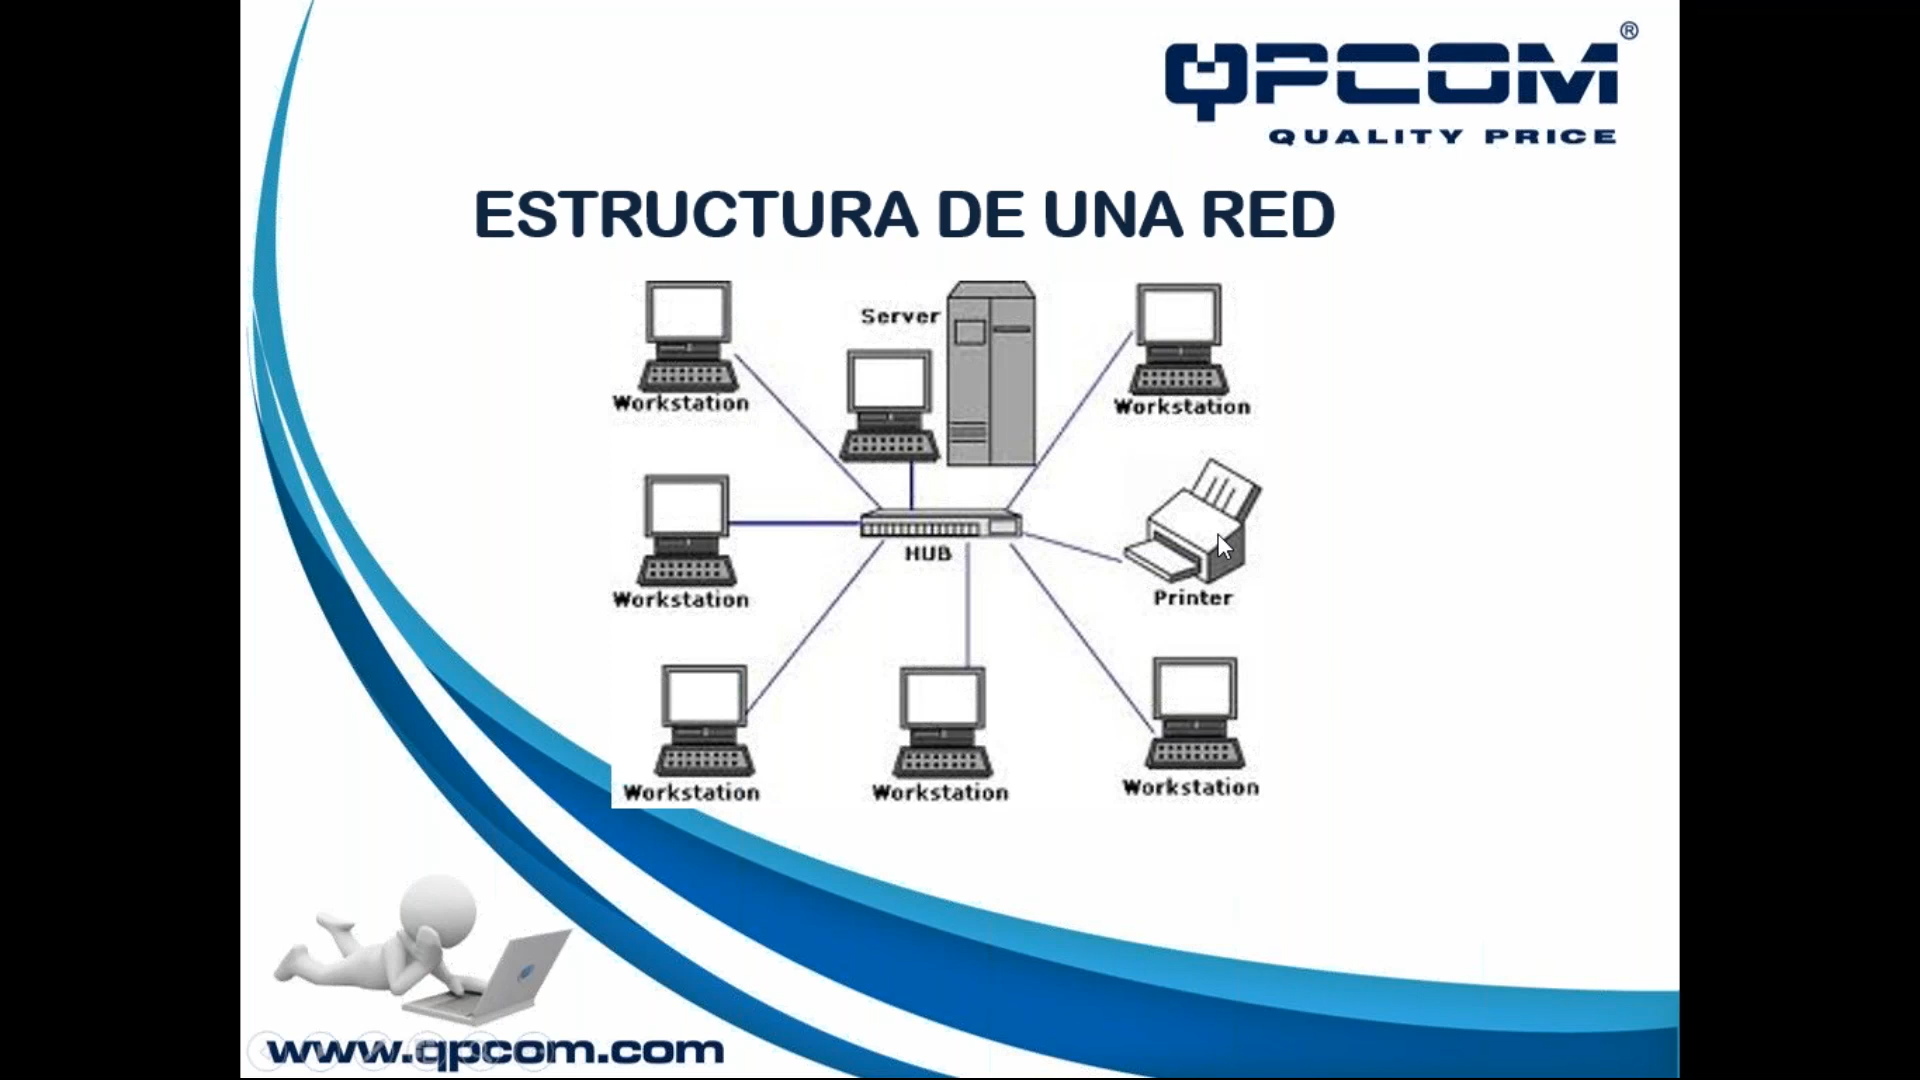 QPCOM®
QUALITY PRICE
ESTRUCTURA DE UNA RED
Server
Workstation
Workstation
HUB
Workstation
Printer
Workstation
Workstation
Workstation
www.qpcom.com